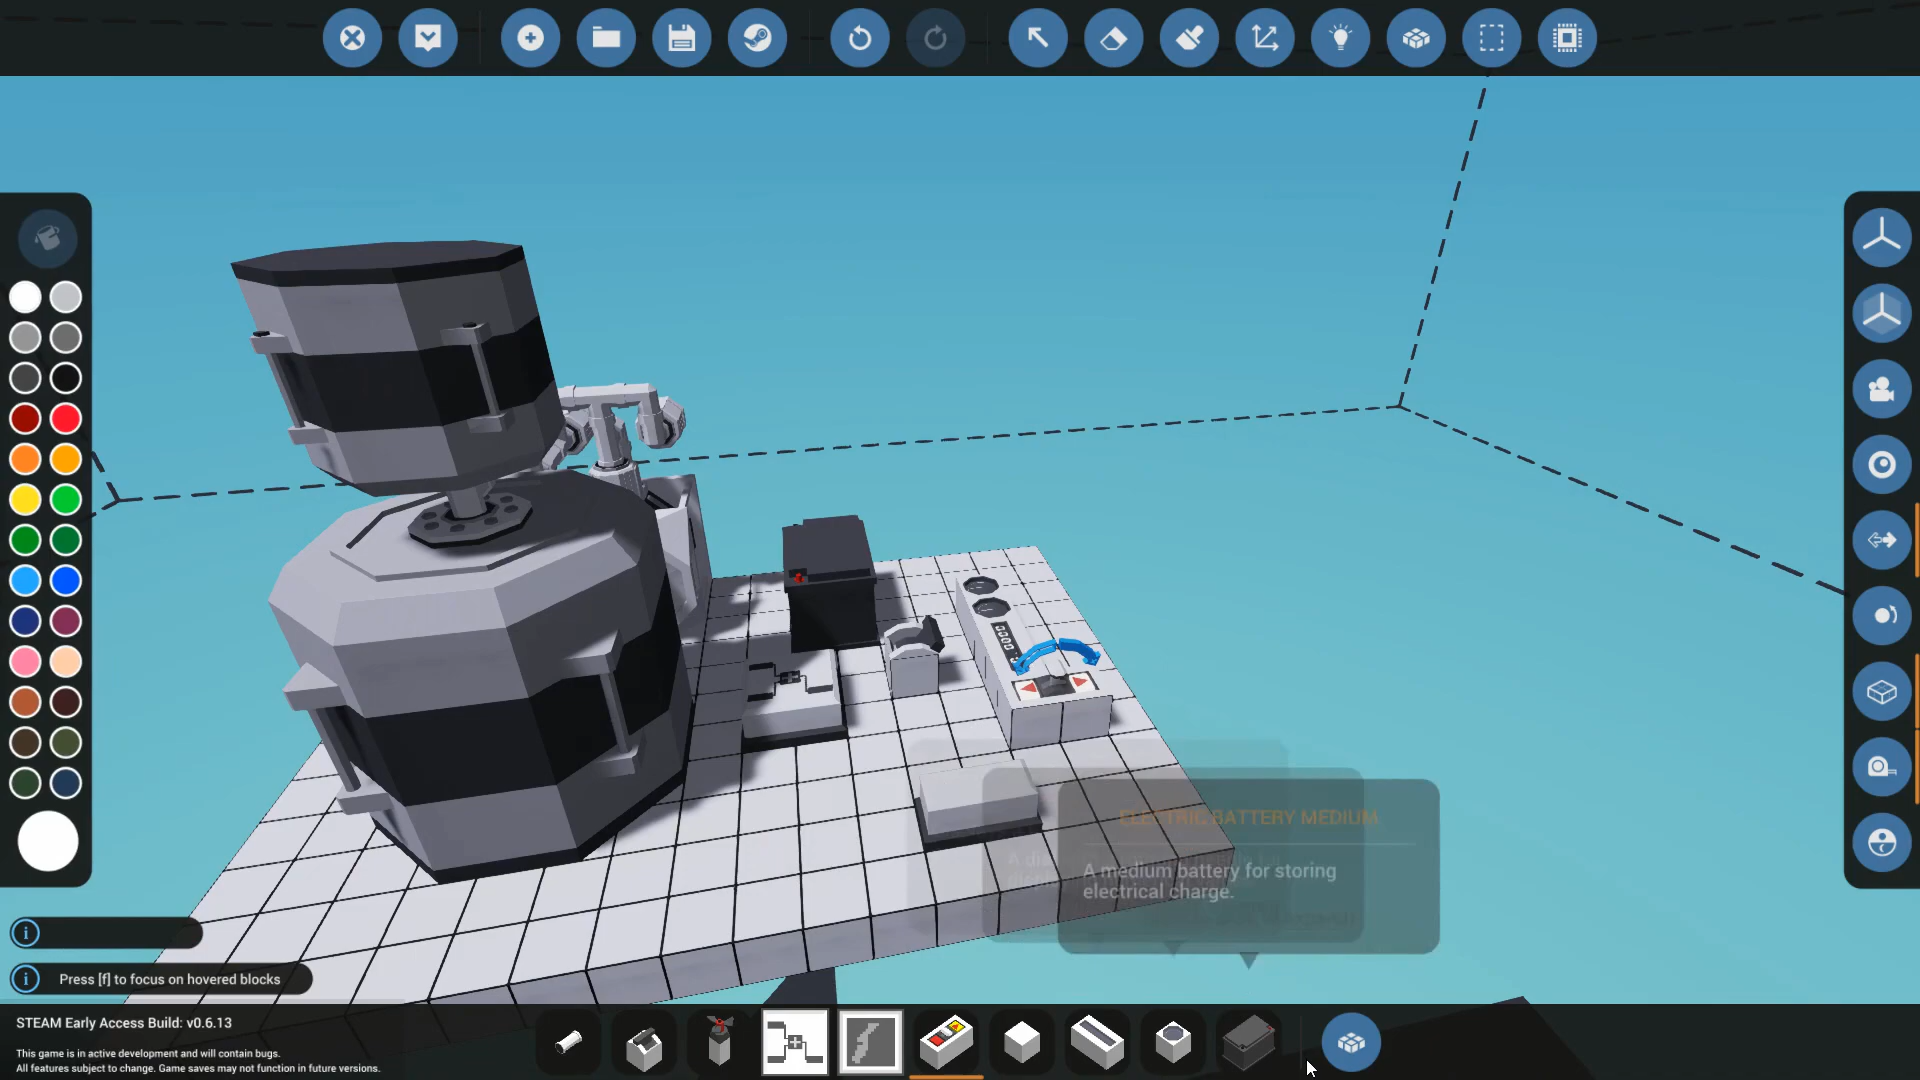 ELECTRIC BATTERY MEDIUM
A medium battery for storing
electrical charge.
Press [f] to focus on hovered blocks
STEAM Early Access Build: v0.6.13
This game is in active development and will contain bugs.
All features subject to change. Game saves may not function in future versions.